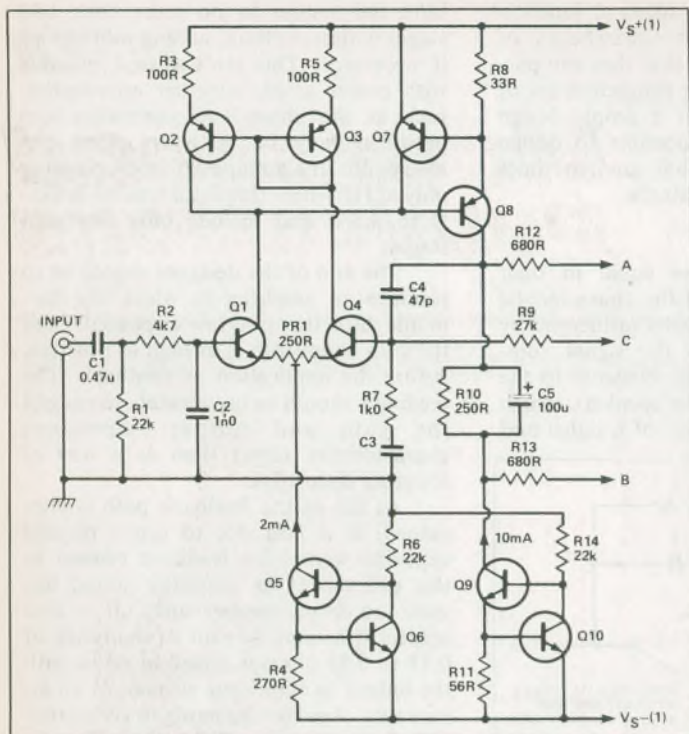 V_S+(1)
R3
100R
R5
100R
R8
33R
Q2
Q3
Q7
Q8
R12
680R
A
C4
47p
R9
27k
C
INPUT
C1
0.47u
R2
4k7
Q1
PR1
250R
Q4
R1
22k
C2
1n0
R7
1k0
C3
R10
250R
+
C5
100u
R13
680R
B
2mA
R6
22k
10mA
R14
22k
Q5
Q6
Q9
Q10
R4
270R
R11
56R
V_S−(1)